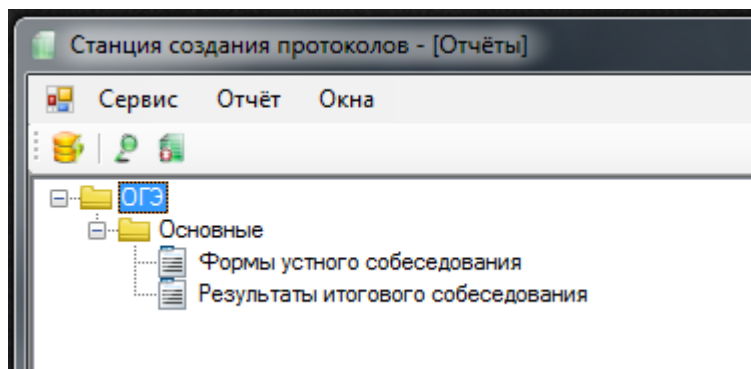 Станция создания протоколов - [Отчёты]
Сервис Отчёт Окна
ОГЭ
Основные
Формы устного собеседования
Результаты итогового собеседования